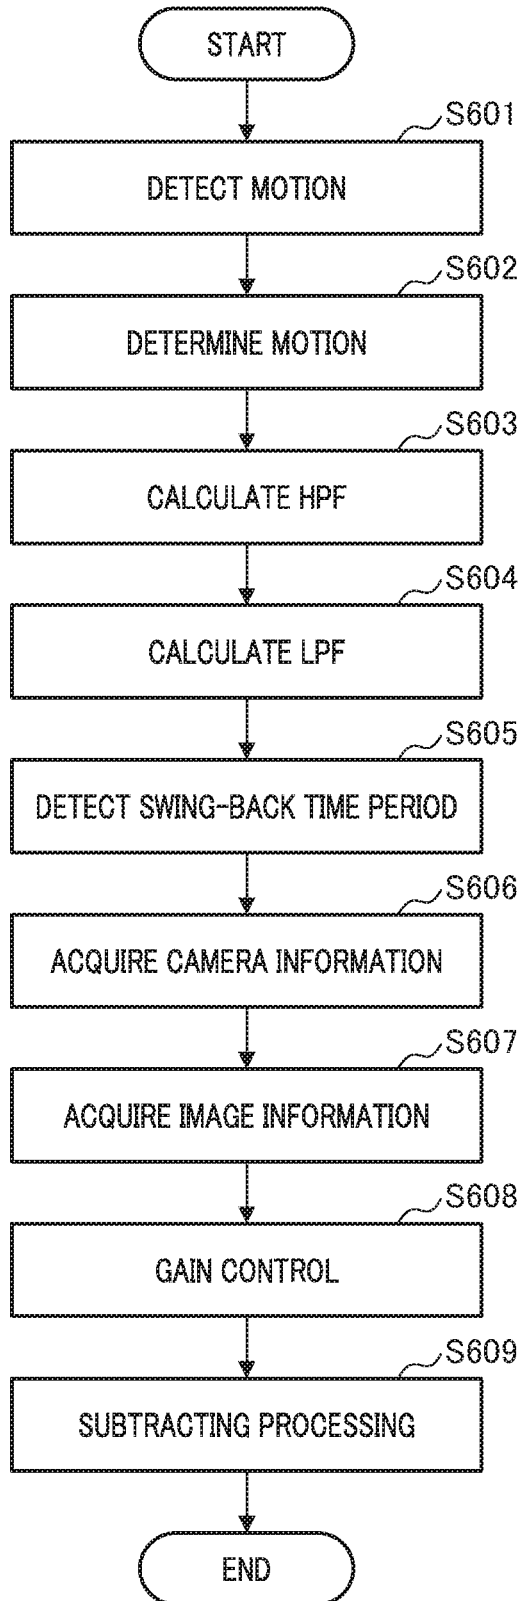 START
S601
DETECT MOTION
S602
DETERMINE MOTION
S603
CALCULATE HPF
S604
CALCULATE LPF
S605
DETECT SWING-BACK TIME PERIOD
S606
ACQUIRE CAMERA INFORMATION
S607
ACQUIRE IMAGE INFORMATION
S608
GAIN CONTROL
S609
SUBTRACTING PROCESSING
END